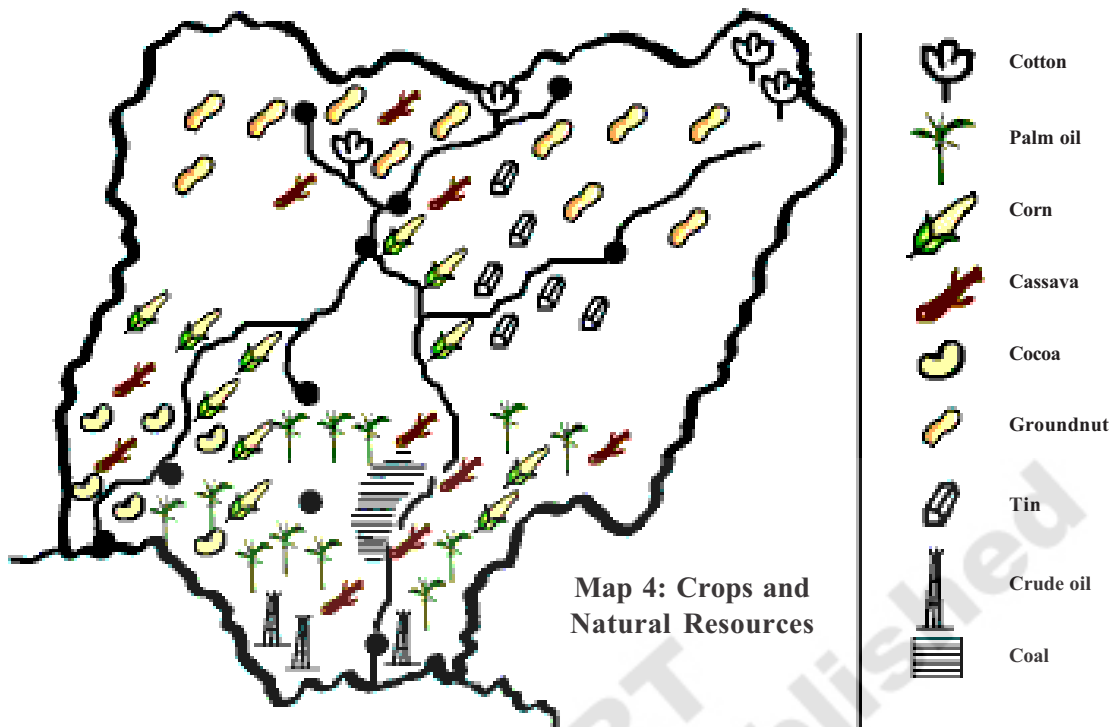 Cotton
Palm oil
Corn
Cassava
Cocoa
Groundnut
Tin
Crude oil
Coal
Map 4: Crops and
Natural Resources